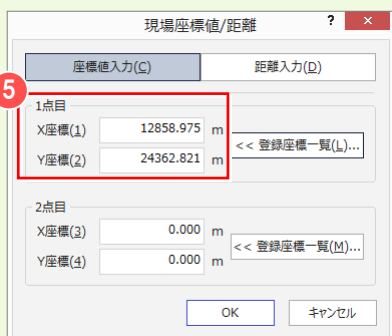 現場座標値/距離 ? ×
座標値入力(C) 距離入力(D)
5
1点目
X座標(1) 12858.975 m
Y座標(2) 24362.821 m
<< 登録座標一覧(L)...
2点目
X座標(3) 0.000 m
Y座標(4) 0.000 m
<< 登録座標一覧(M)...
OK キャンセル